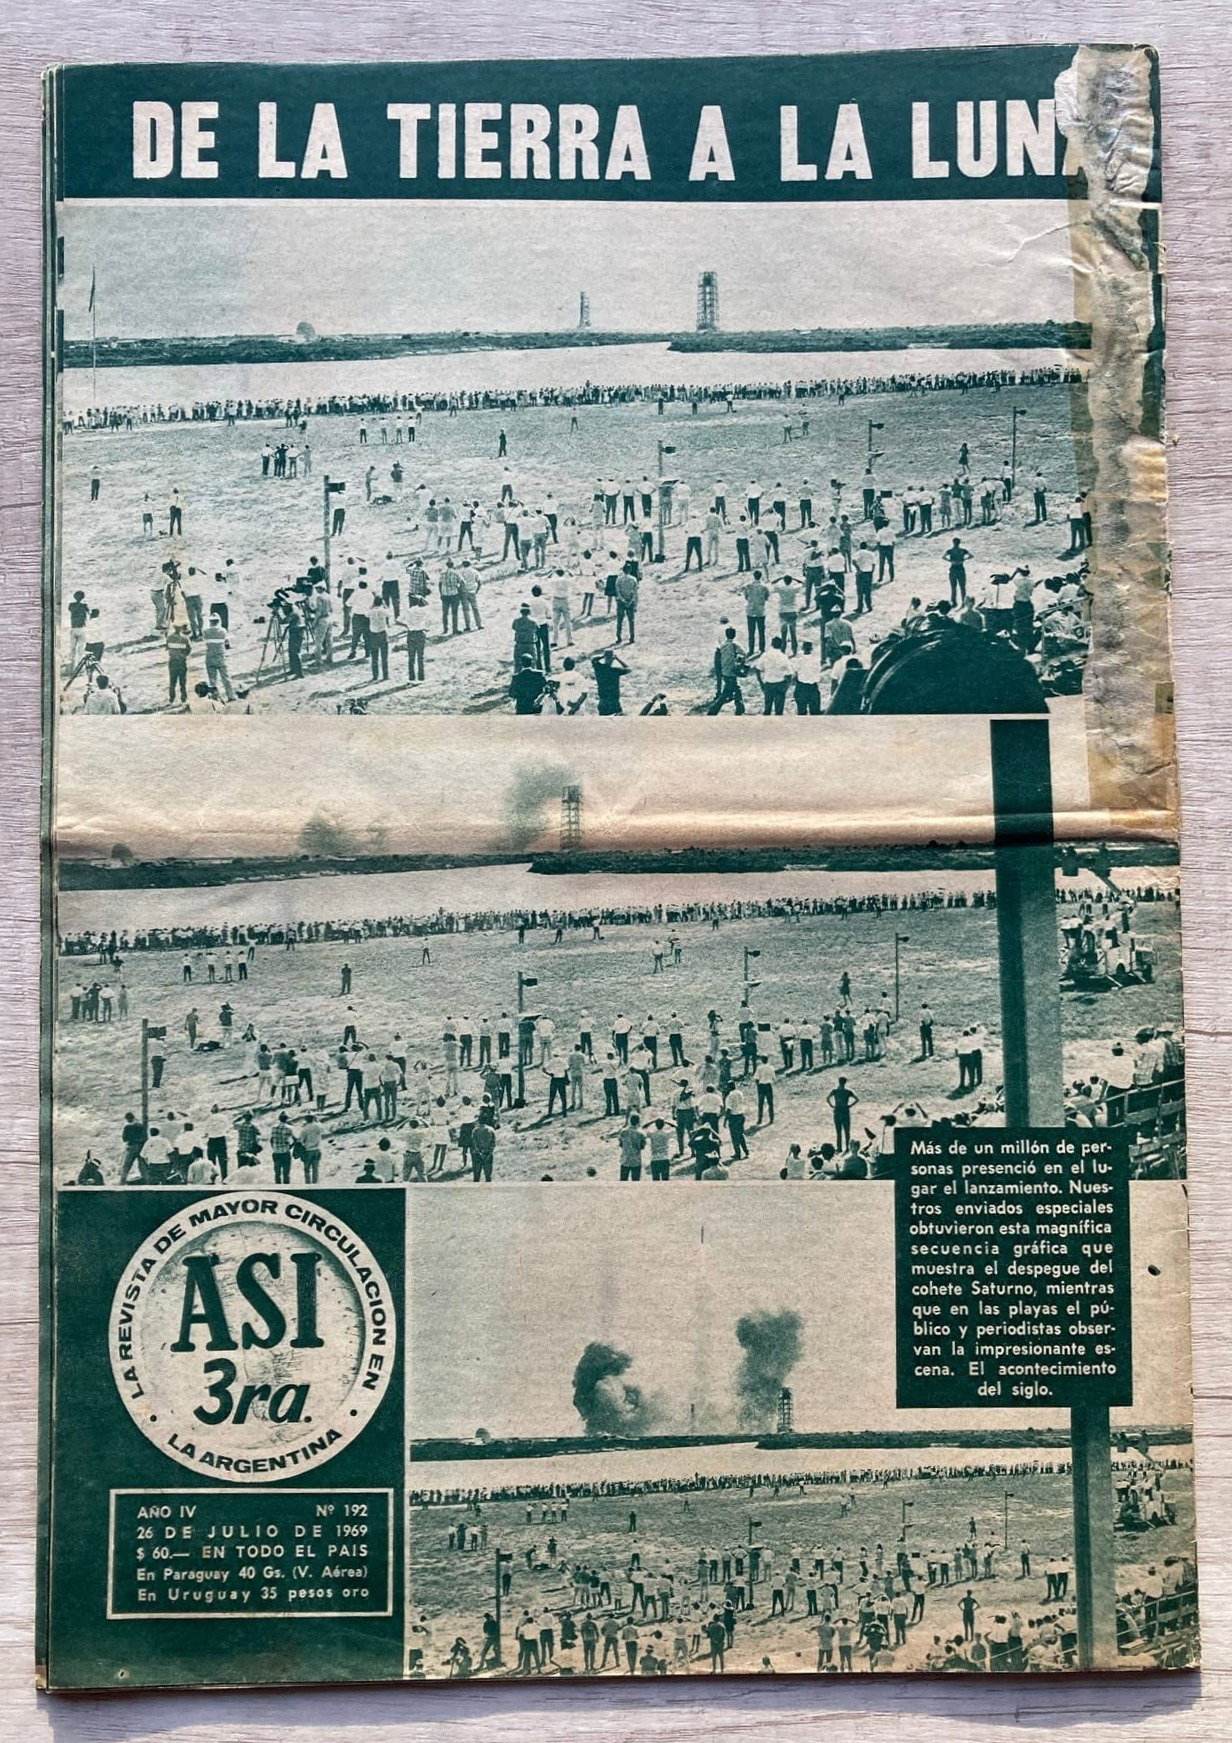 DE LA TIERRA A LA LUNA
Más de un millón de per-
sonas presenció en el lu-
gar el lanzamiento. Nues-
tros enviados especiales
obtuvieron esta magnífica
secuencia gráfica que
muestra el despegue del
cohete Saturno, mientras
que en las playas el pú-
blico y periodistas obser-
van la impresionante es-
cena. El acontecimiento
del siglo.
LA REVISTA DE MAYOR CIRCULACION EN
ASI
3ra.
LA ARGENTINA
AÑO IV Nº 192
26 DE JULIO DE 1969
$ 60.— EN TODO EL PAIS
En Paraguay 40 Gs. (V. Aérea)
En Uruguay 35 pesos oro